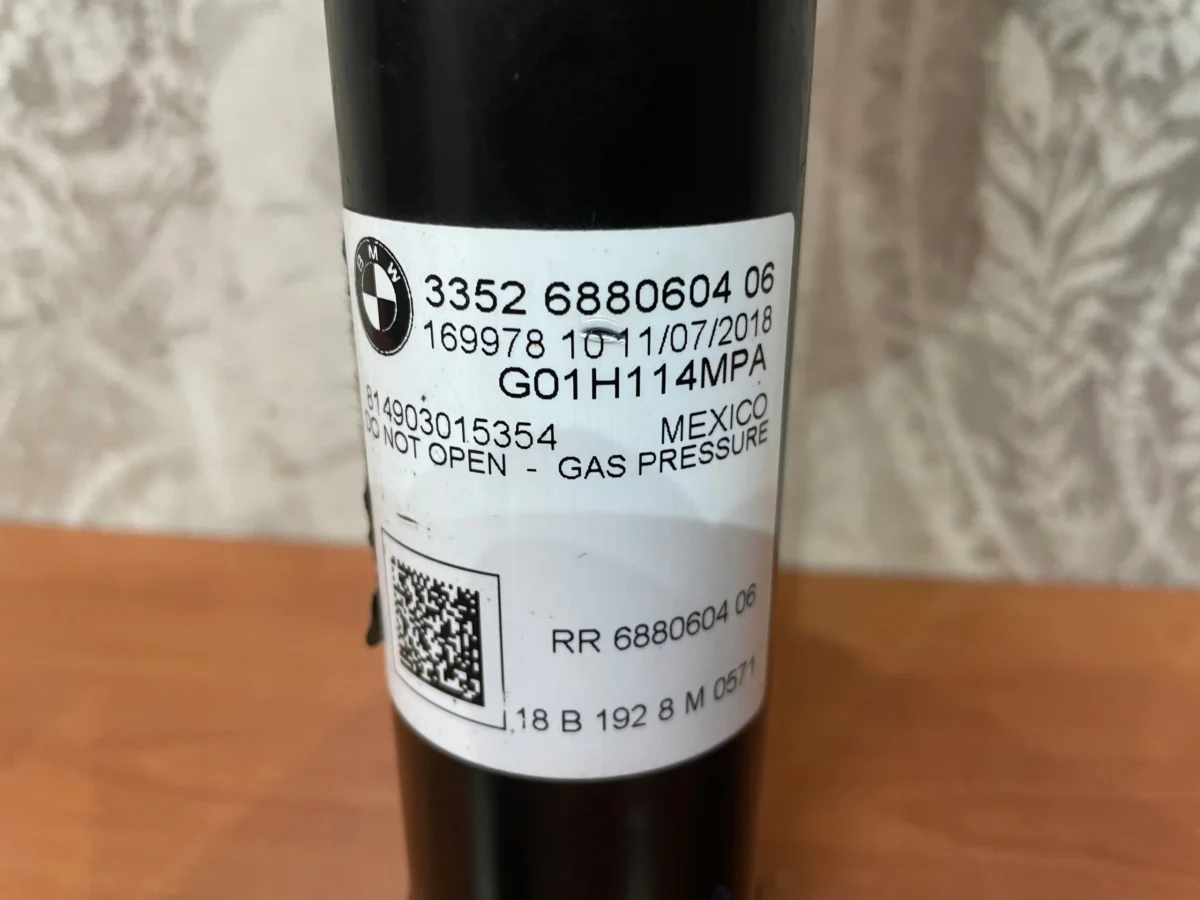 BMW
3352 6880604 06
169978 10 11/07/2018
G01H114MPA
814903015354 MEXICO
DO NOT OPEN - GAS PRESSURE
RR 6880604 06
18 B 192 8 M 0571